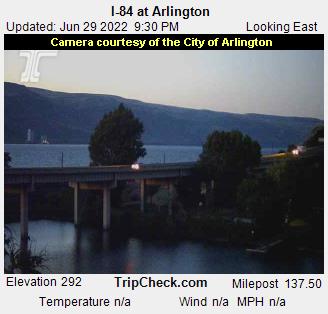 I-84 at Arlington
Updated: Jun 29 2022 9:30 PM Looking East
Camera courtesy of the City of Arlington
Elevation 292 TripCheck.com Milepost 137.50
Temperature n/a Wind n/a MPH n/a